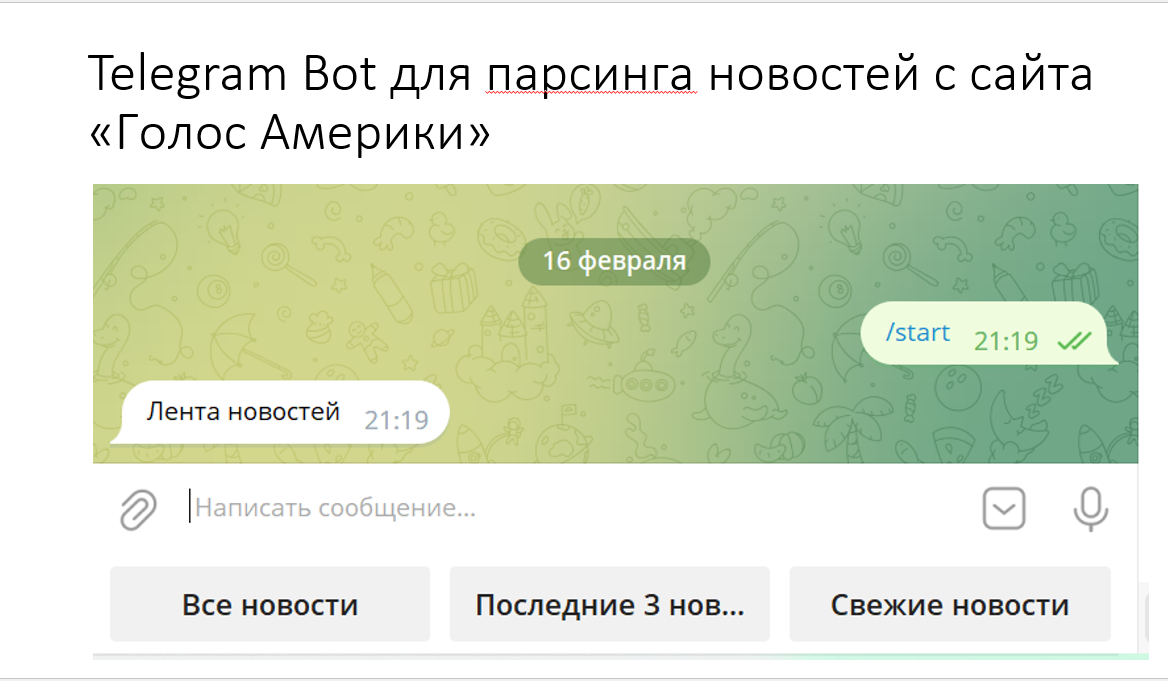 Telegram Bot для парсинга новостей с сайта
«Голос Америки»
16 февраля
/start 21:19
Лента новостей 21:19
Написать сообщение...
Все новости
Последние 3 нов...
Свежие новости